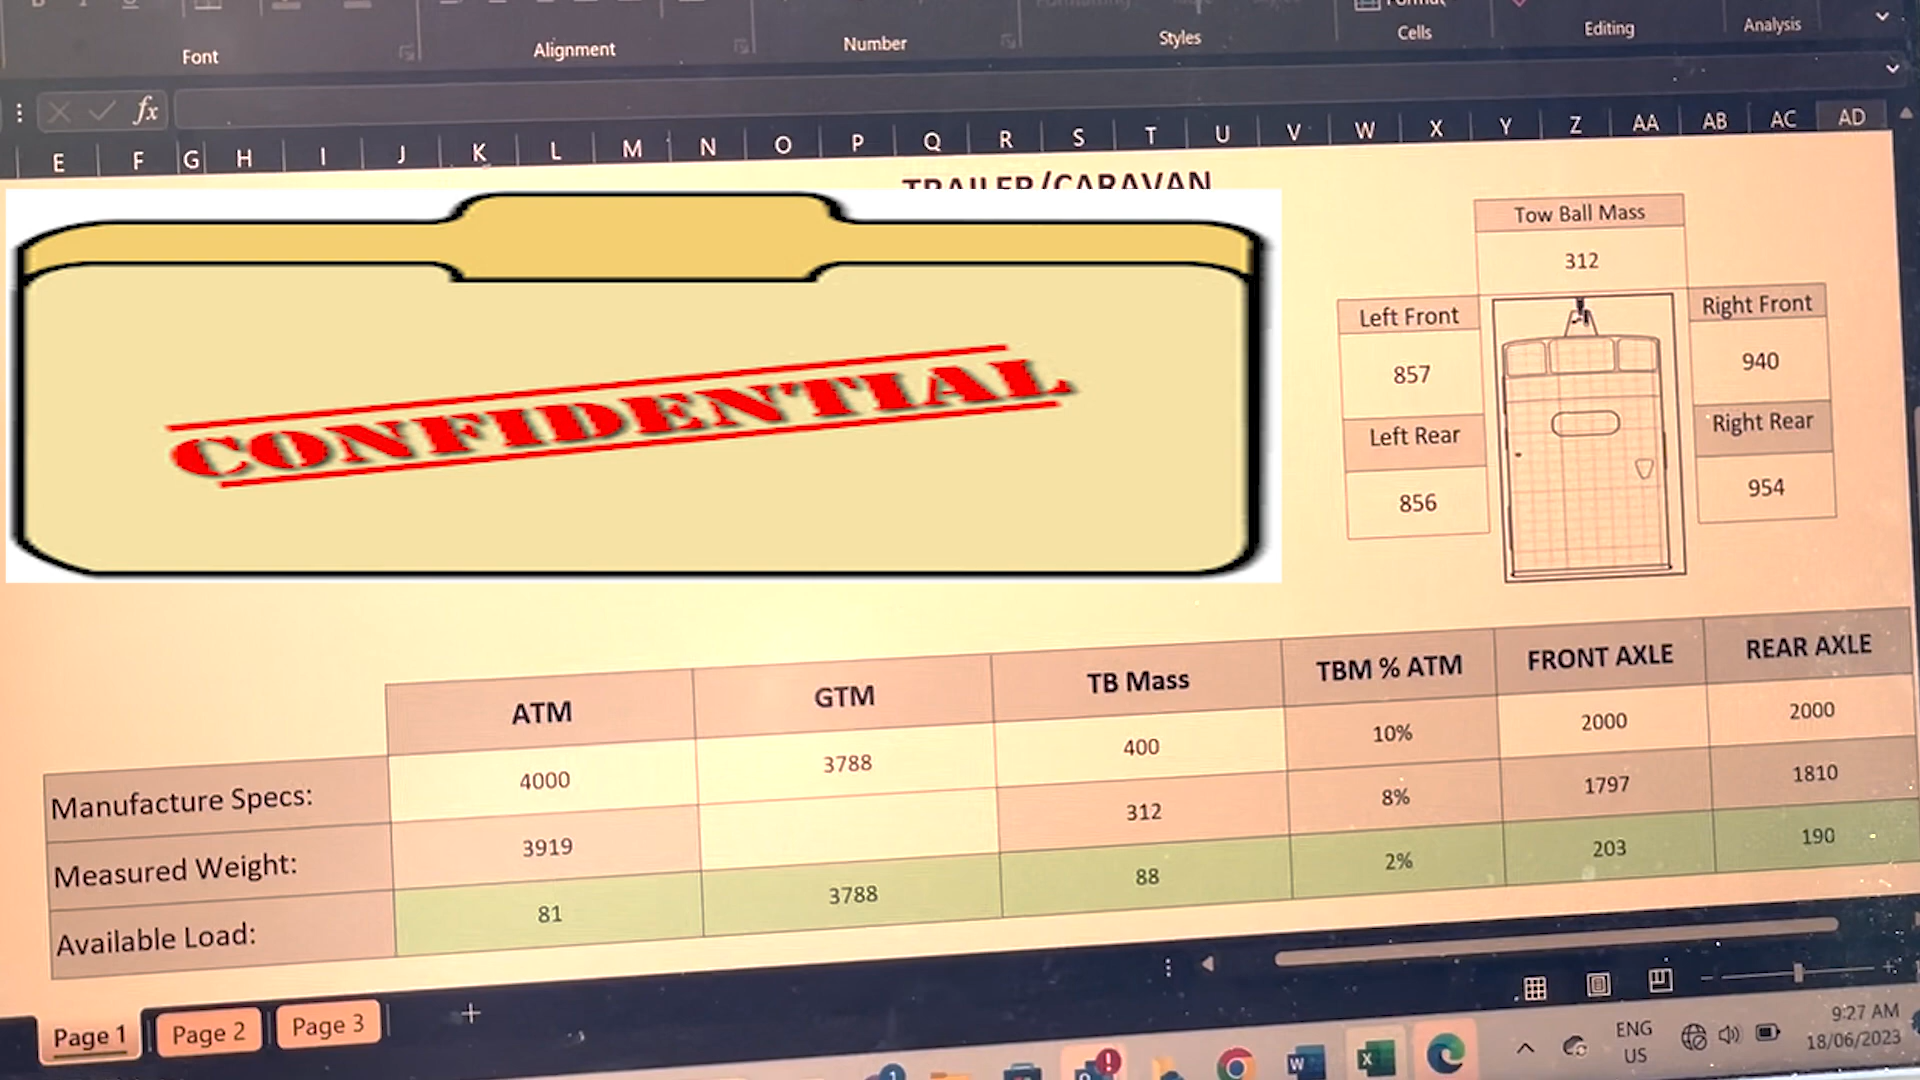 Font Alignment Number Styles Cells Editing Analysis
fx
E F G H I J K L M N O P Q R S T U V W X Y Z AA AB AC AD
TRAILER/CARAVAN
CONFIDENTIAL
Tow Ball Mass
312
Left Front
857
Left Rear
856
Right Front
940
Right Rear
954
ATM GTM TB Mass TBM % ATM FRONT AXLE REAR AXLE
Manufacture Specs: 4000 3788 400 10% 2000 2000
Measured Weight: 3919 312 8% 1797 1810
Available Load: 81 3788 88 2% 203 190
Page 1 Page 2 Page 3
ENG
US
9:27 AM
18/06/2023